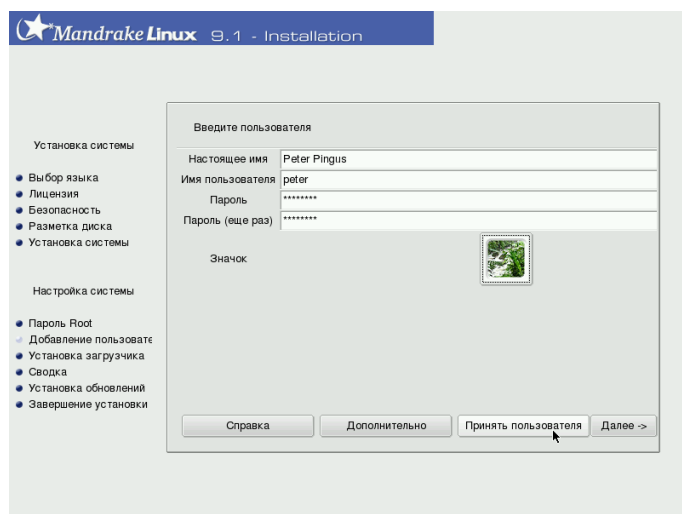 Mandrake Linux 9.1 - Installation
Установка системы
Выбор языка
Лицензия
Безопасность
Разметка диска
Установка системы
Настройка системы
Пароль Root
Добавление пользовате
Установка загрузчика
Сводка
Установка обновлений
Завершение установки
Введите пользователя
Настоящее имя Peter Pingus
Имя пользователя peter
Пароль ********
Пароль (еще раз) ********
Значок
Справка Дополнительно Принять пользователя Далее ->